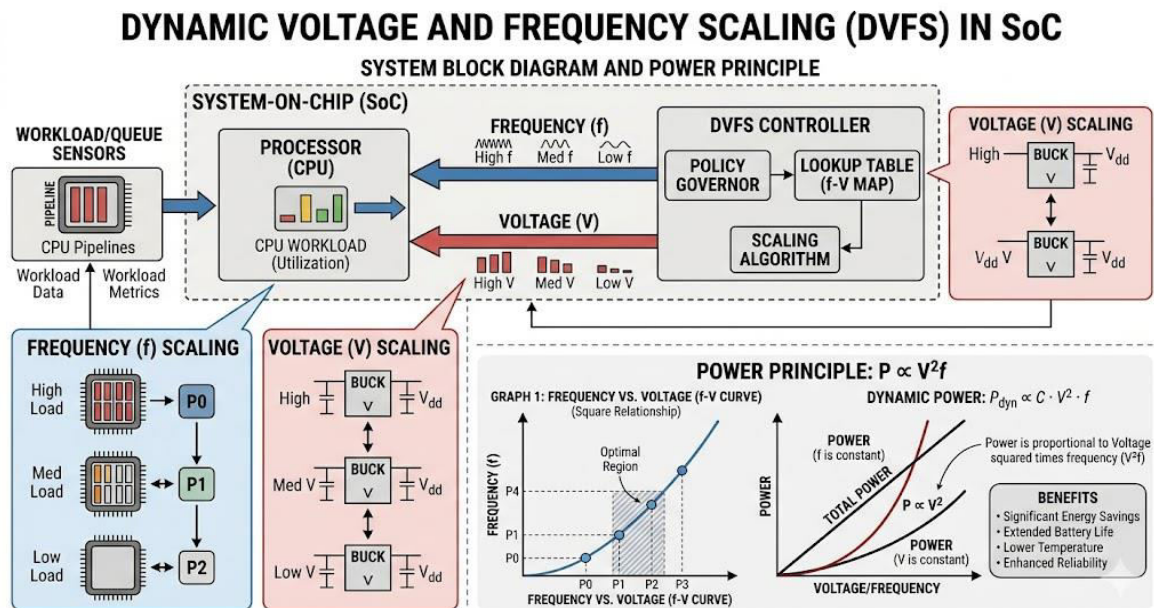 DYNAMIC VOLTAGE AND FREQUENCY SCALING (DVFS) IN SoC
SYSTEM BLOCK DIAGRAM AND POWER PRINCIPLE
WORKLOAD/QUEUE
SENSORS
PIPELINE
CPU Pipelines
Workload
Data
Workload
Metrics
SYSTEM-ON-CHIP (SoC)
PROCESSOR
(CPU)
CPU WORKLOAD
(Utilization)
FREQUENCY (f)
High f
Med f
Low f
VOLTAGE (V)
High V
Med V
Low V
DVFS CONTROLLER
POLICY
GOVERNOR
LOOKUP TABLE
(f-V MAP)
SCALING
ALGORITHM
VOLTAGE (V) SCALING
High
BUCK
V
Vdd
Vdd V
BUCK
V
Vdd
FREQUENCY (f) SCALING
High
Load
P0
Med
Load
P1
Low
Load
P2
VOLTAGE (V) SCALING
High
BUCK
V
Vdd
Med V
BUCK
V
Vdd
Low V
BUCK
V
Vdd
POWER PRINCIPLE: P ∝ V²f
GRAPH 1: FREQUENCY VS. VOLTAGE (f-V CURVE)
(Square Relationship)
Optimal
Region
FREQUENCY (f)
P4
P1
P0
P0
P1
P2
P3
FREQUENCY VS. VOLTAGE (f-V CURVE)
DYNAMIC POWER: Pdyn ∝ C · V² · f
POWER
(f is constant)
Power is proportional to Voltage
squared times frequency (V²f)
TOTAL POWER
P ∝ V²
POWER
(V is constant)
POWER
VOLTAGE/FREQUENCY
BENEFITS
• Significant Energy Savings
• Extended Battery Life
• Lower Temperature
• Enhanced Reliability